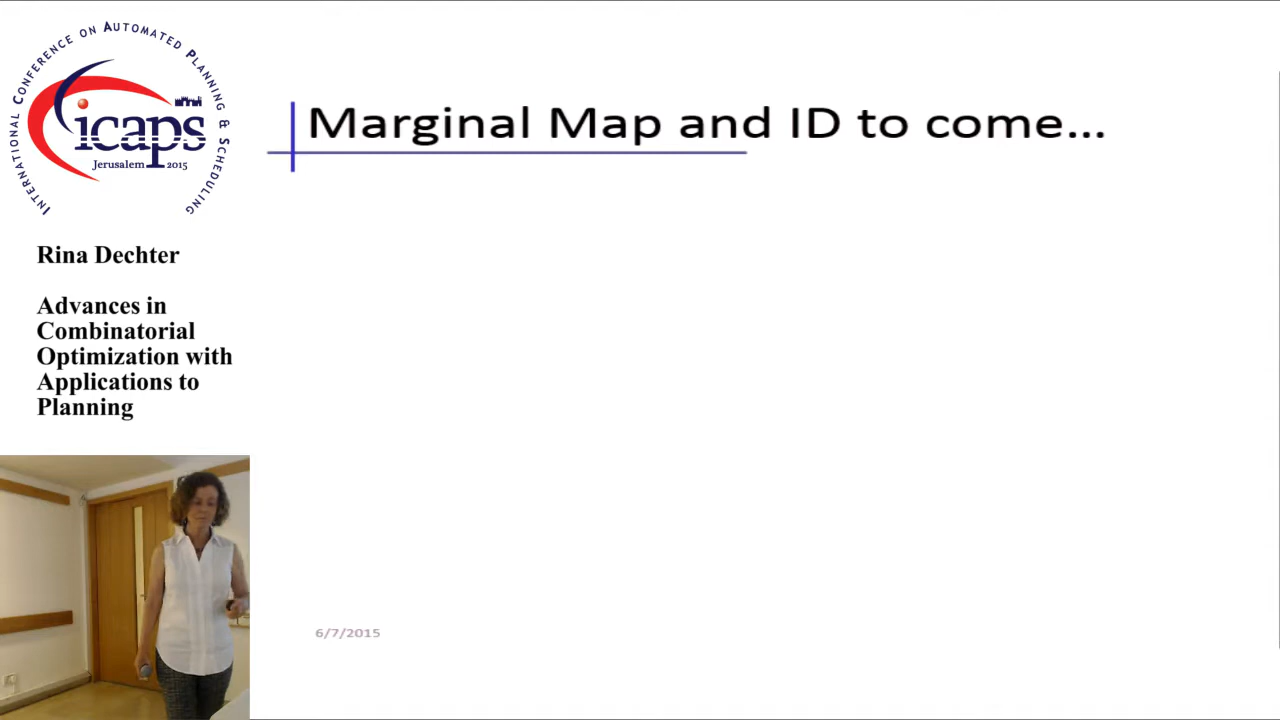 INTERNATIONAL CONFERENCE ON AUTOMATED PLANNING & SCHEDULING
icaps
Jerusalem 2015
Marginal Map and ID to come...
Rina Dechter
Advances in
Combinatorial
Optimization with
Applications to
Planning
6/7/2015